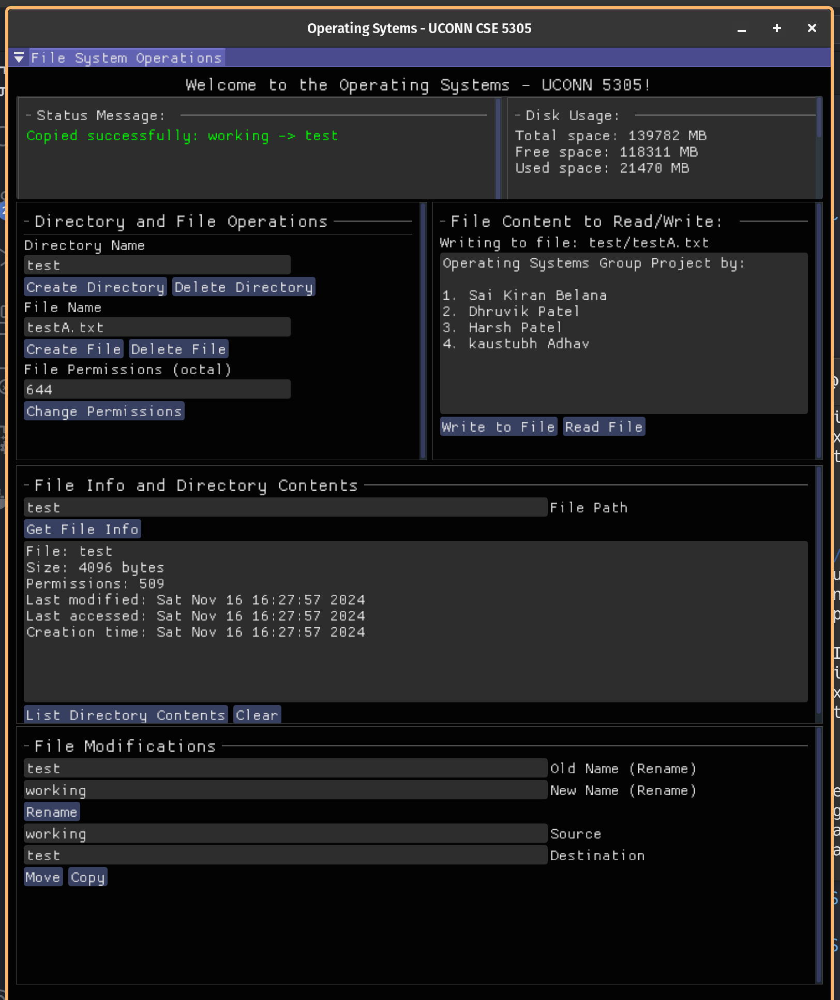 Operating Sytems - UCONN CSE 5305
File System Operations
Welcome to the Operating Systems - UCONN 5305!
Status Message:
Copied successfully: working -> test
Disk Usage:
Total space: 139782 MB
Free space: 118311 MB
Used space: 21470 MB
Directory and File Operations
Directory Name
test
Create Directory Delete Directory
File Name
testA.txt
Create File Delete File
File Permissions (octal)
644
Change Permissions
File Content to Read/Write:
Writing to file: test/testA.txt
Operating Systems Group Project by:
1. Sai Kiran Belana
2. Dhruvik Patel
3. Harsh Patel
4. kaustubh Adhav
Write to File Read File
File Info and Directory Contents
test File Path
Get File Info
File: test
Size: 4096 bytes
Permissions: 509
Last modified: Sat Nov 16 16:27:57 2024
Last accessed: Sat Nov 16 16:27:57 2024
Creation time: Sat Nov 16 16:27:57 2024
List Directory Contents Clear
File Modifications
test Old Name (Rename)
working New Name (Rename)
Rename
working Source
test Destination
Move Copy